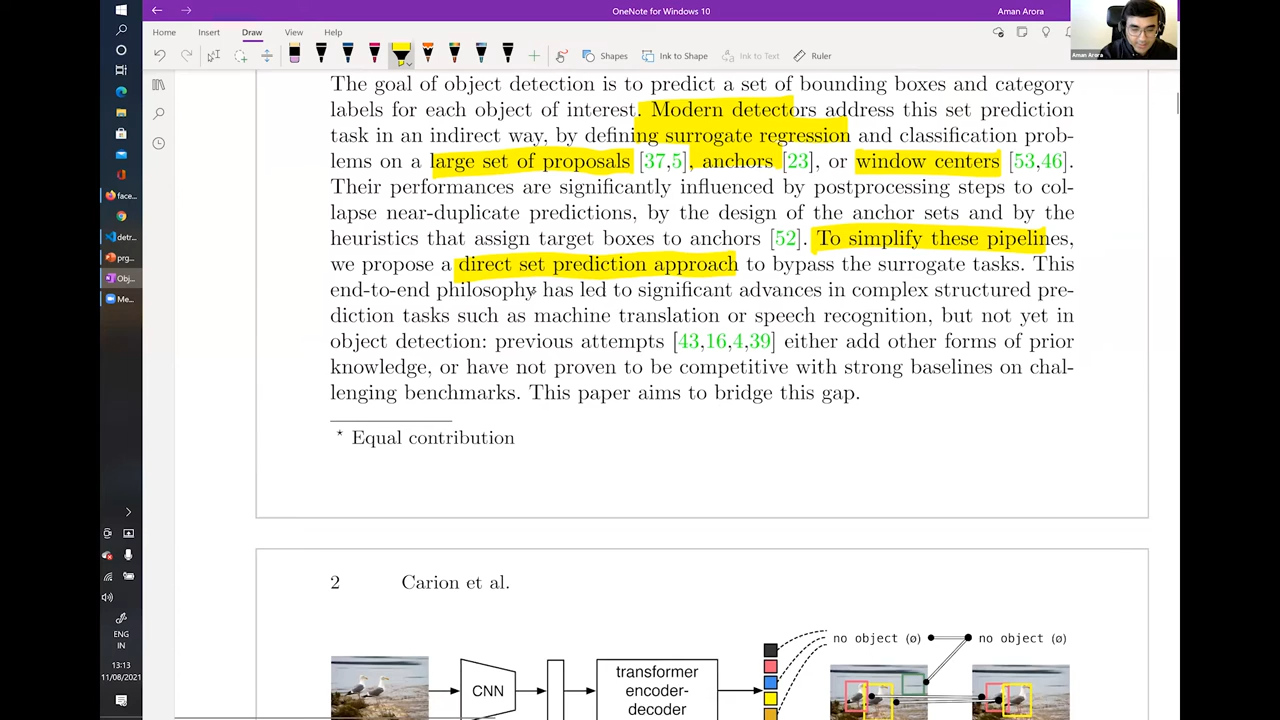 OneNote for Windows 10
Aman Arora
Home Insert Draw View Help
Shapes Ink to Shape Ink to Text Ruler
Aman Arora
The goal of object detection is to predict a set of bounding boxes and category
labels for each object of interest. Modern detectors address this set prediction
task in an indirect way, by defining surrogate regression and classification prob-
lems on a large set of proposals [37,5], anchors [23], or window centers [53,46].
Their performances are significantly influenced by postprocessing steps to col-
lapse near-duplicate predictions, by the design of the anchor sets and by the
heuristics that assign target boxes to anchors [52]. To simplify these pipelines,
we propose a direct set prediction approach to bypass the surrogate tasks. This
end-to-end philosophy has led to significant advances in complex structured pre-
diction tasks such as machine translation or speech recognition, but not yet in
object detection: previous attempts [43,16,4,39] either add other forms of prior
knowledge, or have not proven to be competitive with strong baselines on chal-
lenging benchmarks. This paper aims to bridge this gap.
* Equal contribution
2 Carion et al.
no object (ø) no object (ø)
CNN
transformer
encoder-
decoder
face...
detr...
prg...
Obj...
Me...
ENG
IN
13:13
11/08/2021